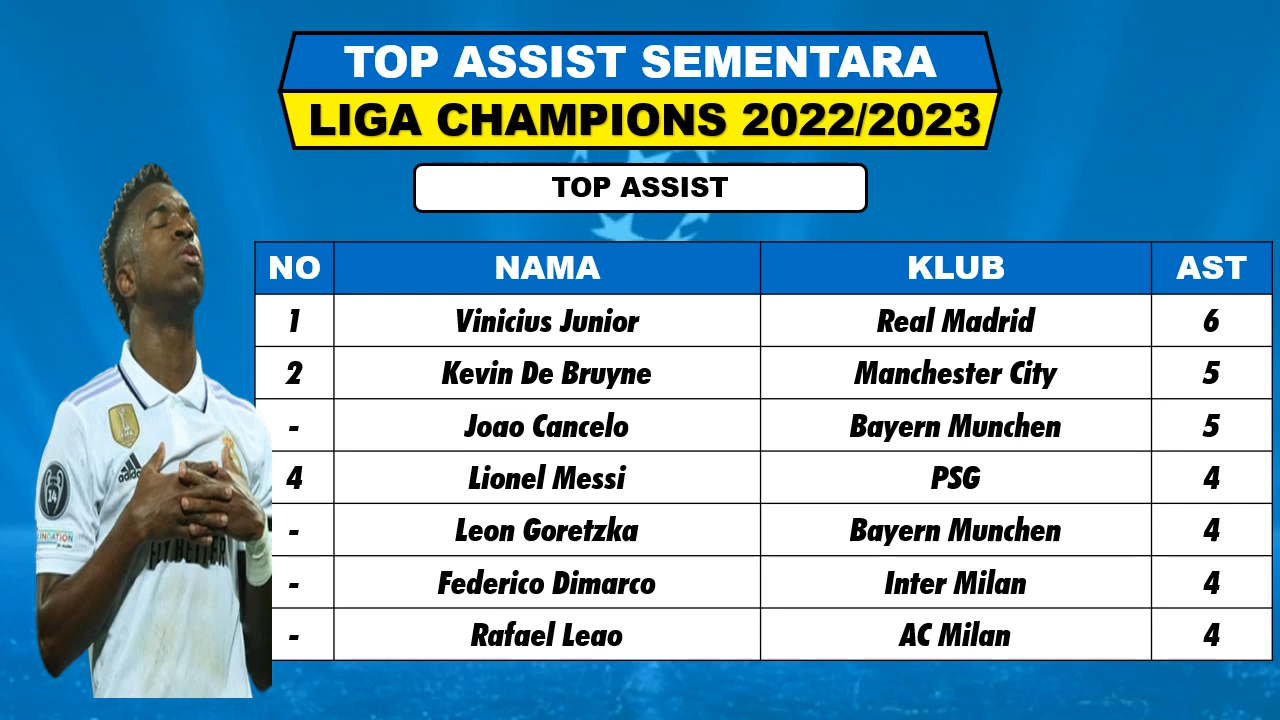 TOP ASSIST SEMENTARA
LIGA CHAMPIONS 2022/2023
TOP ASSIST
NO NAMA KLUB AST
1 Vinicius Junior Real Madrid 6
2 Kevin De Bruyne Manchester City 5
- Joao Cancelo Bayern Munchen 5
4 Lionel Messi PSG 4
- Leon Goretzka Bayern Munchen 4
- Federico Dimarco Inter Milan 4
- Rafael Leao AC Milan 4
adidas
14